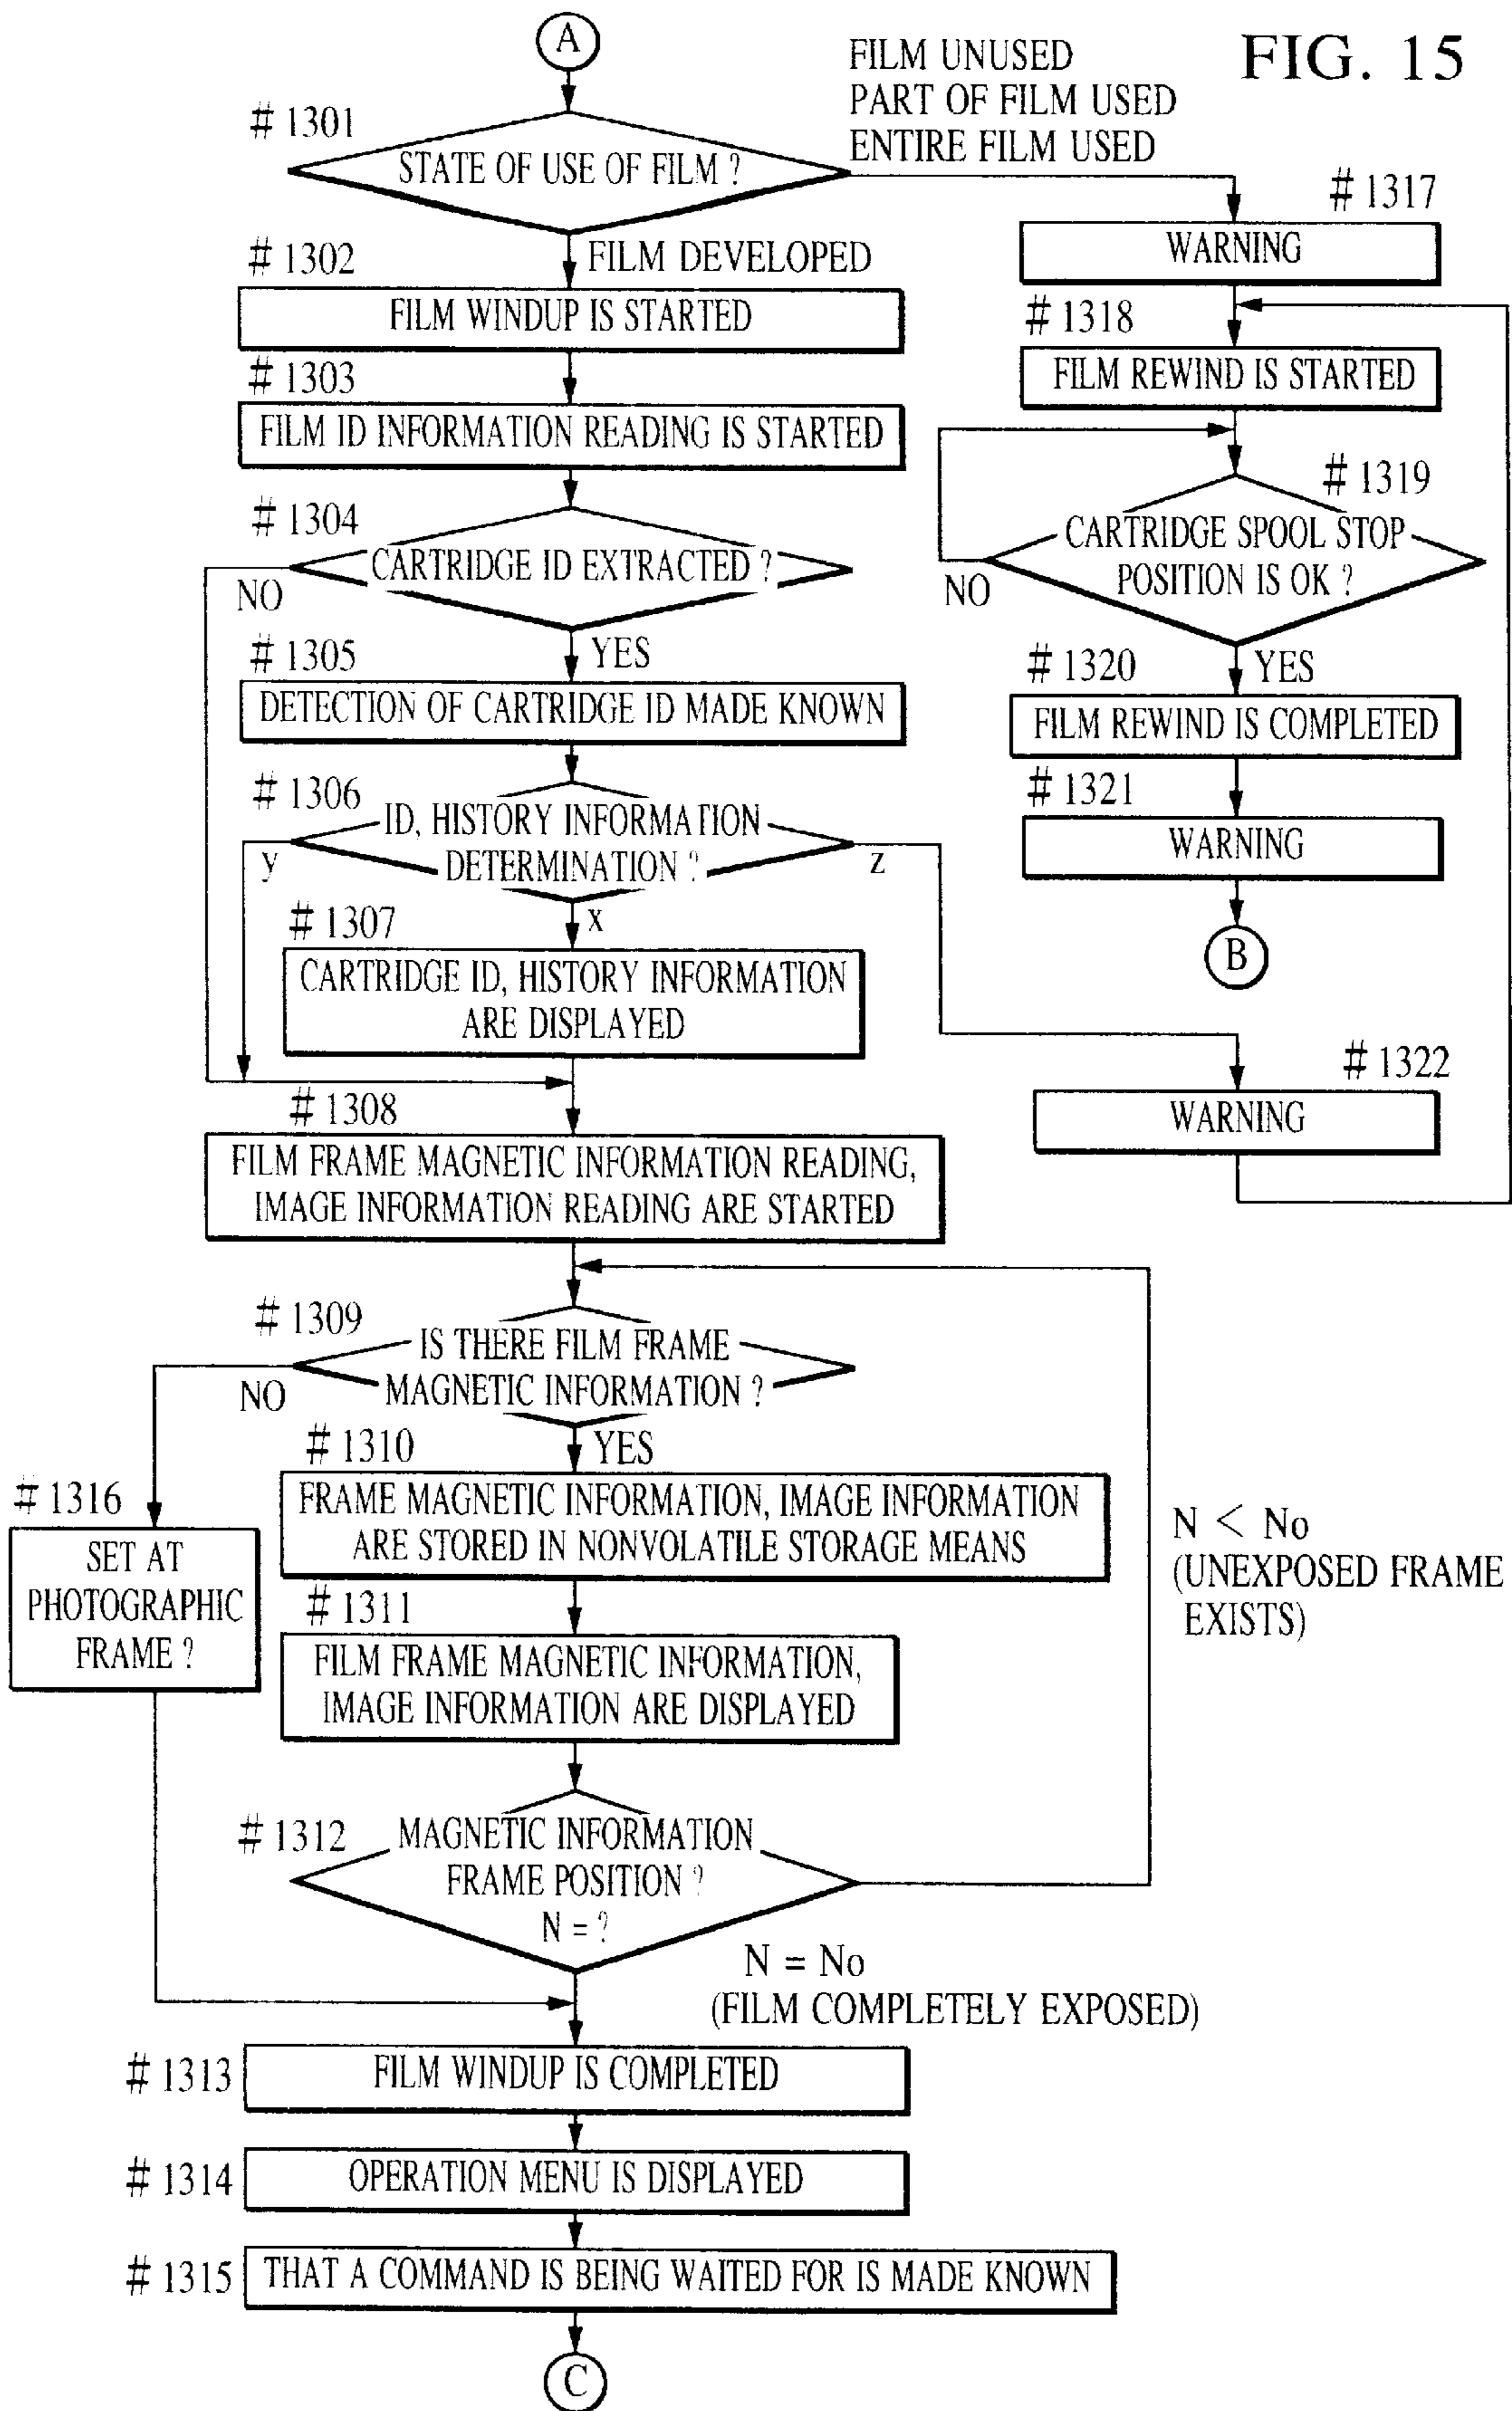 FIG. 15
A
FILM UNUSED
PART OF FILM USED
ENTIRE FILM USED
# 1301
STATE OF USE OF FILM ?
FILM DEVELOPED
# 1302
FILM WINDUP IS STARTED
# 1303
FILM ID INFORMATION READING IS STARTED
# 1304
CARTRIDGE ID EXTRACTED ?
NO
YES
# 1305
DETECTION OF CARTRIDGE ID MADE KNOWN
# 1306
ID, HISTORY INFORMATION
DETERMINATION ?
y
z
x
# 1307
CARTRIDGE ID, HISTORY INFORMATION
ARE DISPLAYED
# 1308
FILM FRAME MAGNETIC INFORMATION READING,
IMAGE INFORMATION READING ARE STARTED
# 1309
IS THERE FILM FRAME
MAGNETIC INFORMATION ?
NO
YES
# 1310
FRAME MAGNETIC INFORMATION, IMAGE INFORMATION
ARE STORED IN NONVOLATILE STORAGE MEANS
# 1316
SET AT
PHOTOGRAPHIC
FRAME ?
# 1311
FILM FRAME MAGNETIC INFORMATION,
IMAGE INFORMATION ARE DISPLAYED
N < No
(UNEXPOSED FRAME
EXISTS)
# 1312
MAGNETIC INFORMATION
FRAME POSITION ?
N = ?
N = No
(FILM COMPLETELY EXPOSED)
# 1313
FILM WINDUP IS COMPLETED
# 1314
OPERATION MENU IS DISPLAYED
# 1315
THAT A COMMAND IS BEING WAITED FOR IS MADE KNOWN
C
# 1317
WARNING
# 1318
FILM REWIND IS STARTED
# 1319
CARTRIDGE SPOOL STOP
POSITION IS OK ?
NO
YES
# 1320
FILM REWIND IS COMPLETED
# 1321
WARNING
B
# 1322
WARNING